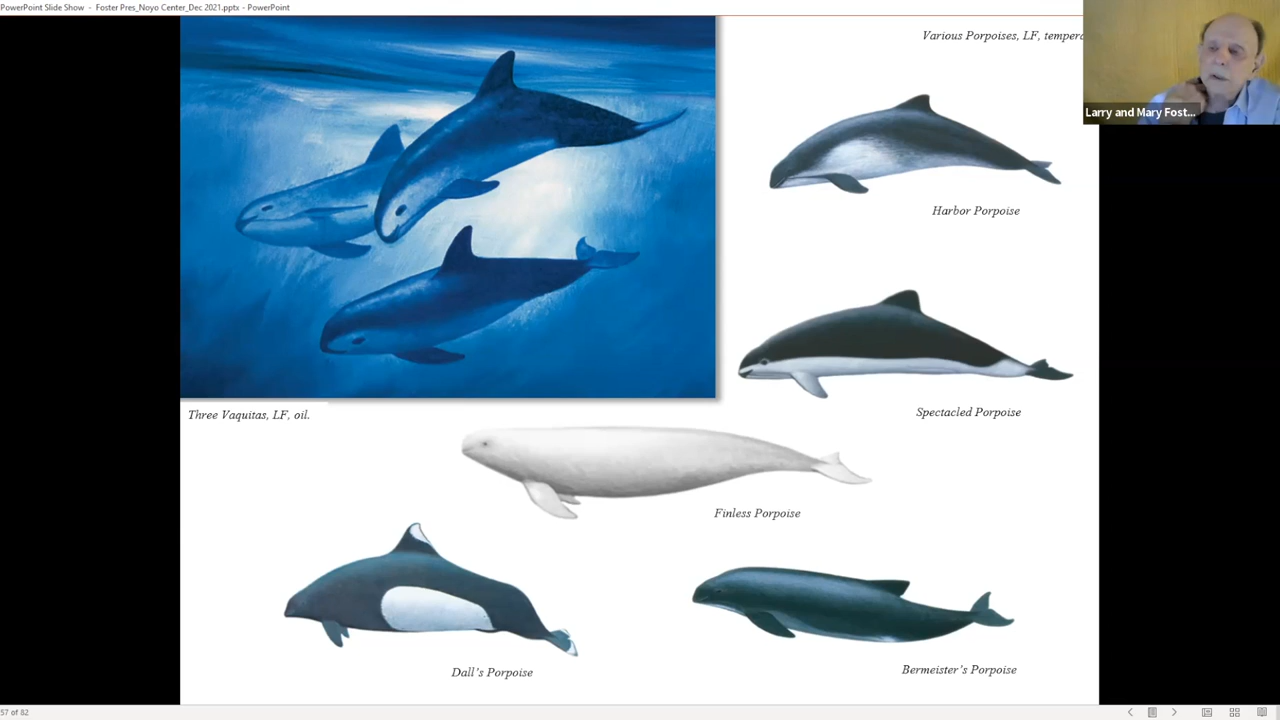 PowerPoint Slide Show - Foster Pres_Noyo Center_Dec 2021.pptx - PowerPoint
Various Porpoises, LF, tempera
Larry and Mary Fost...
Harbor Porpoise
Spectacled Porpoise
Three Vaquitas, LF, oil.
Finless Porpoise
Dall's Porpoise
Bermeister's Porpoise
57 of 82